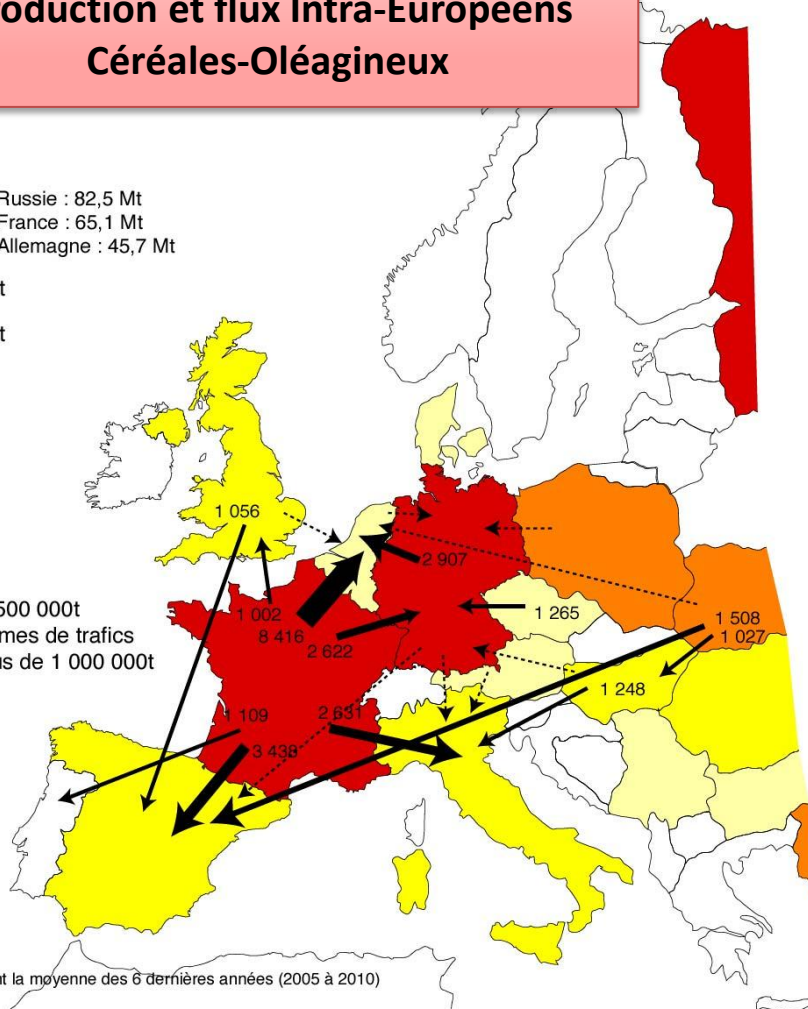 roduction et flux Intra-Européens
Céréales-Oléagineux
Russie : 82,5 Mt
France : 65,1 Mt
Allemagne : 45,7 Mt
t
t
1 056
2 907
500 000t
1 002
1 265
mes de trafics
8 416
1 508
2 622
1 027
us de 1 000 000t
1 248
1 109
2 631
3 438
nt la moyenne des 6 dernières années (2005 à 2010)